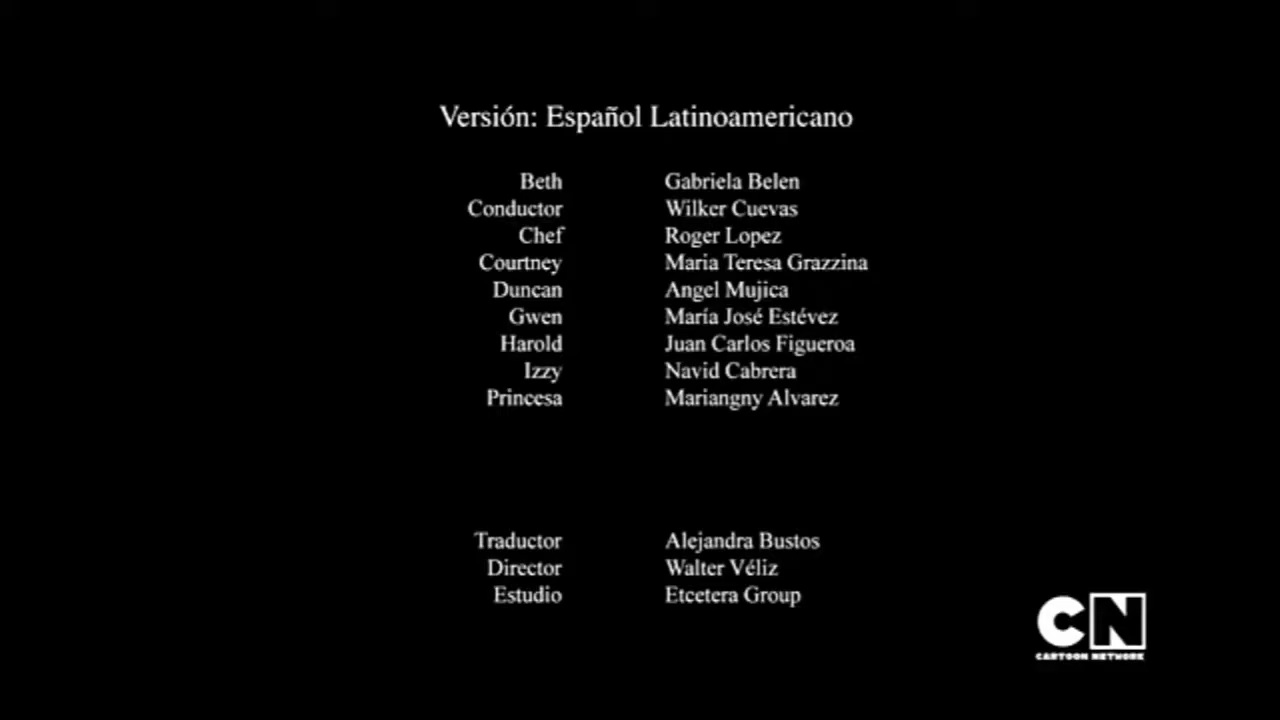 Versión: Español Latinoamericano
Beth Gabriela Belen
Conductor Wilker Cuevas
Chef Roger Lopez
Courtney Maria Teresa Grazzina
Duncan Angel Mujica
Gwen María José Estévez
Harold Juan Carlos Figueroa
Izzy Navid Cabrera
Princesa Mariangny Alvarez
Traductor Alejandra Bustos
Director Walter Véliz
Estudio Etcetera Group
CN
CARTOON NETWORK